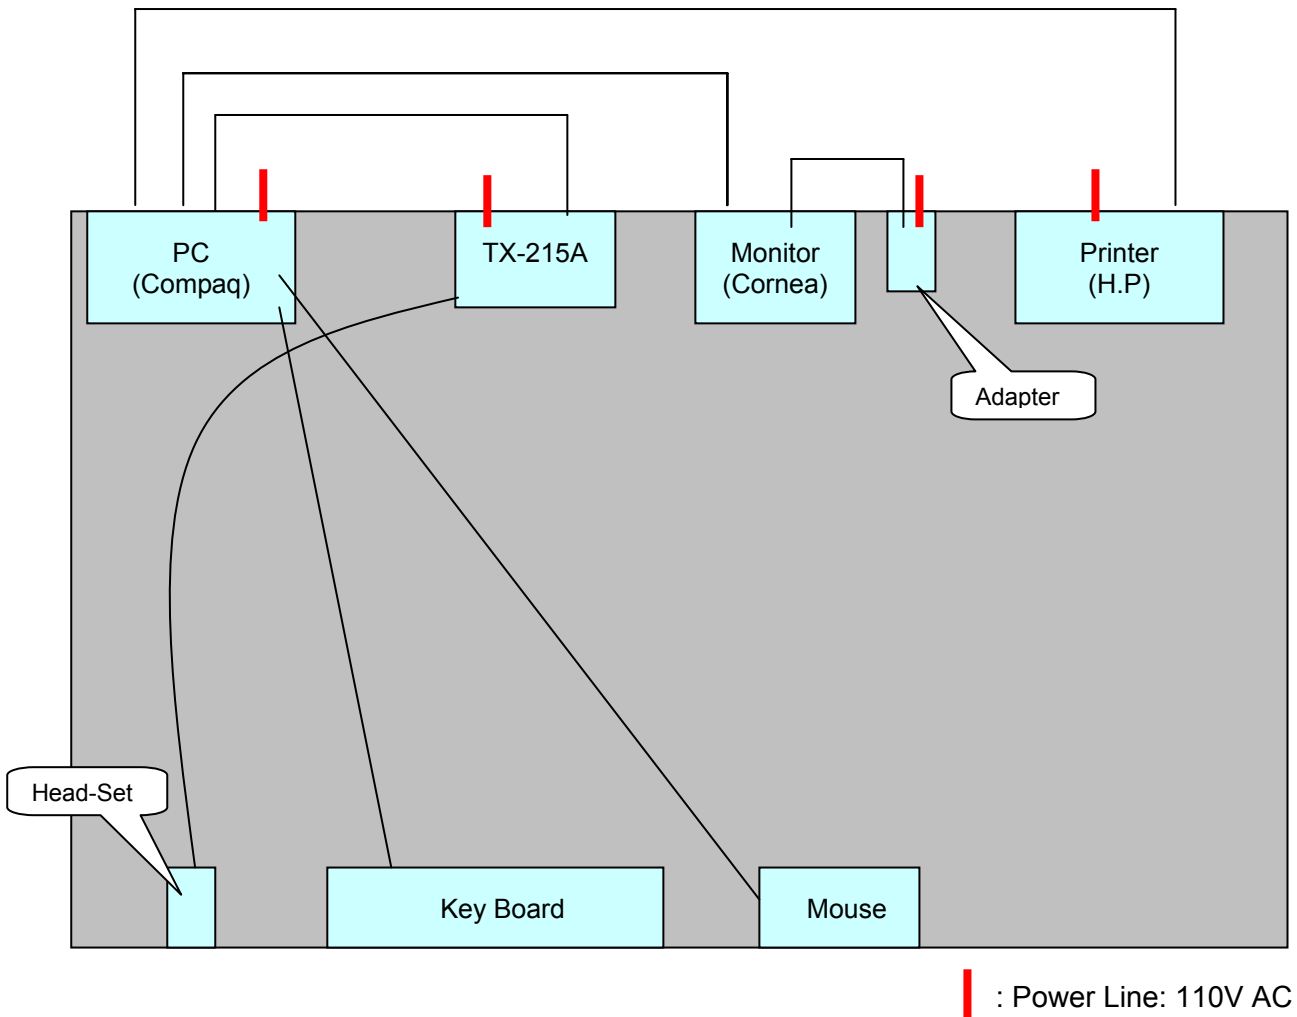 PC
(Compaq)
TX-215A
Monitor
(Cornea)
Printer
(H.P)
Adapter
Head-Set
Key Board
Mouse
: Power Line: 110V AC